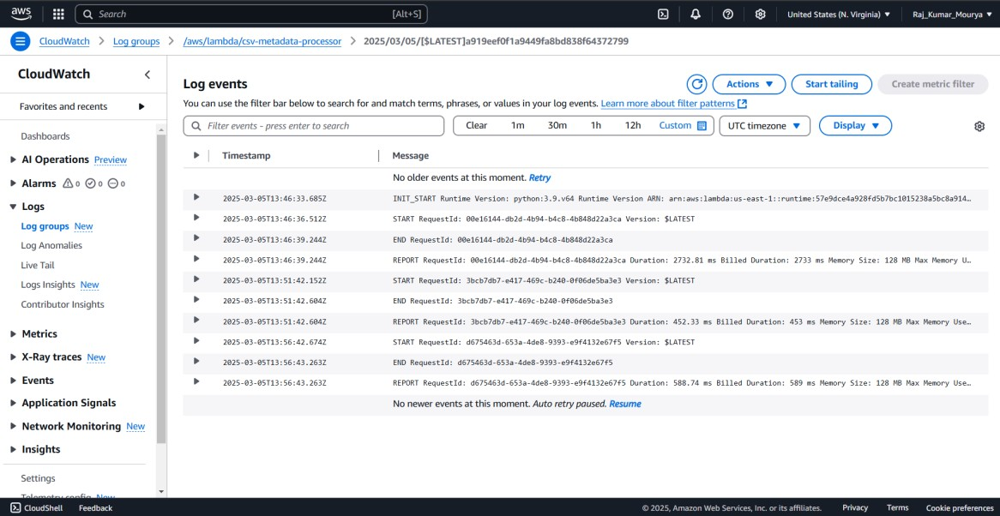 aws Search [Alt+S] United States (N. Virginia) Raj_Kumar_Mourya
CloudWatch Log groups /aws/lambda/csv-metadata-processor 2025/03/05/[$LATEST]a919eef0f1a9449fa8bd838f64372799
CloudWatch
Favorites and recents
Dashboards
AI Operations Preview
Alarms 0 0 0
Logs
Log groups New
Log Anomalies
Live Tail
Logs Insights New
Contributor Insights
Metrics
X-Ray traces New
Events
Application Signals
Network Monitoring New
Insights
Settings
Telemetry config New
Log events
Actions Start tailing Create metric filter
You can use the filter bar below to search for and match terms, phrases, or values in your log events. Learn more about filter patterns
Filter events - press enter to search Clear 1m 30m 1h 12h Custom UTC timezone Display
Timestamp Message
No older events at this moment. Retry
2025-03-05T13:46:33.685Z INIT_START Runtime Version: python:3.9.v64 Runtime Version ARN: arn:aws:lambda:us-east-1::runtime:57e9dce4a928fd5b7bc1015238a5bc8a914…
2025-03-05T13:46:36.512Z START RequestId: 00e16144-db2d-4b94-b4c8-4b848d22a3ca Version: $LATEST
2025-03-05T13:46:39.244Z END RequestId: 00e16144-db2d-4b94-b4c8-4b848d22a3ca
2025-03-05T13:46:39.244Z REPORT RequestId: 00e16144-db2d-4b94-b4c8-4b848d22a3ca Duration: 2732.81 ms Billed Duration: 2733 ms Memory Size: 128 MB Max Memory U…
2025-03-05T13:51:42.152Z START RequestId: 3bcb7db7-e417-469c-b240-0f06de5ba3e3 Version: $LATEST
2025-03-05T13:51:42.604Z END RequestId: 3bcb7db7-e417-469c-b240-0f06de5ba3e3
2025-03-05T13:51:42.604Z REPORT RequestId: 3bcb7db7-e417-469c-b240-0f06de5ba3e3 Duration: 452.33 ms Billed Duration: 453 ms Memory Size: 128 MB Max Memory Use…
2025-03-05T13:56:42.674Z START RequestId: d675463d-653a-4de8-9393-e9f4132e67f5 Version: $LATEST
2025-03-05T13:56:43.263Z END RequestId: d675463d-653a-4de8-9393-e9f4132e67f5
2025-03-05T13:56:43.263Z REPORT RequestId: d675463d-653a-4de8-9393-e9f4132e67f5 Duration: 588.74 ms Billed Duration: 589 ms Memory Size: 128 MB Max Memory Use…
No newer events at this moment. Auto retry paused. Resume
CloudShell Feedback © 2025, Amazon Web Services, Inc. or its affiliates. Privacy Terms Cookie preferences